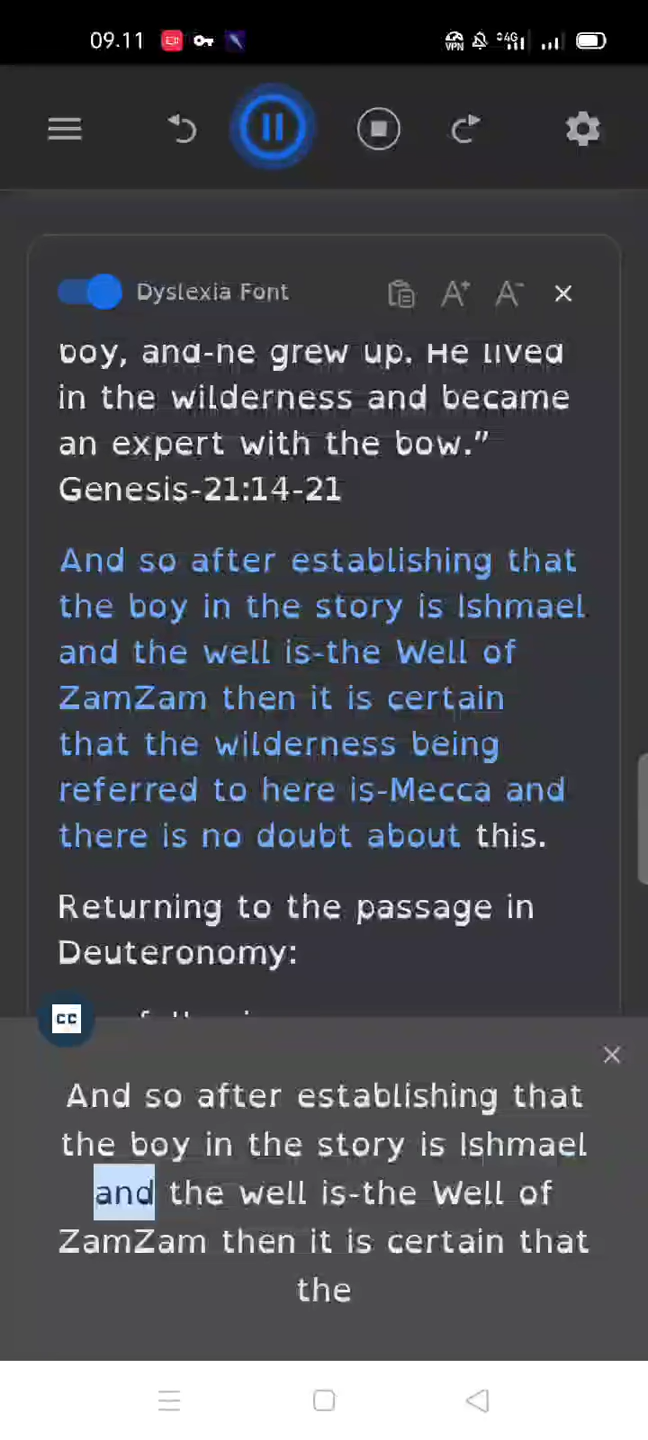 09.11
VPN
4G
Dyslexia Font
A+
A-
boy, and-he grew up. He lived
in the wilderness and became
an expert with the bow.”
Genesis-21:14-21
And so after establishing that
the boy in the story is Ishmael
and the well is-the Well of
ZamZam then it is certain
that the wilderness being
referred to here is-Mecca and
there is no doubt about this.
Returning to the passage in
Deuteronomy:
CC
And so after establishing that
the boy in the story is Ishmael
and the well is-the Well of
ZamZam then it is certain that
the